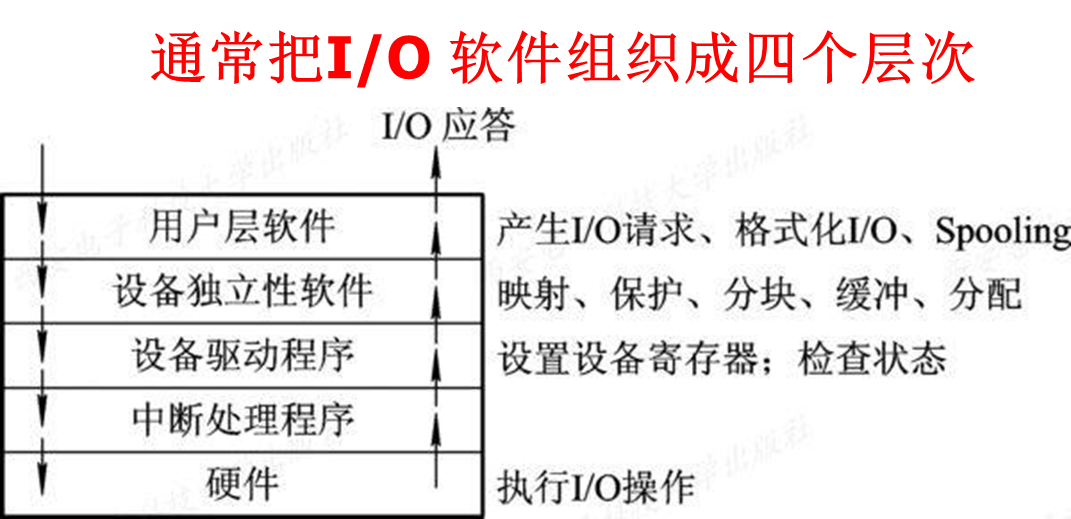 通常把I/O 软件组织成四个层次
I/O 应答
用户层软件
产生I/O请求、格式化I/O、Spooling
设备独立性软件
映射、保护、分块、缓冲、分配
设备驱动程序
设置设备寄存器；检查状态
中断处理程序
硬件
执行I/O操作